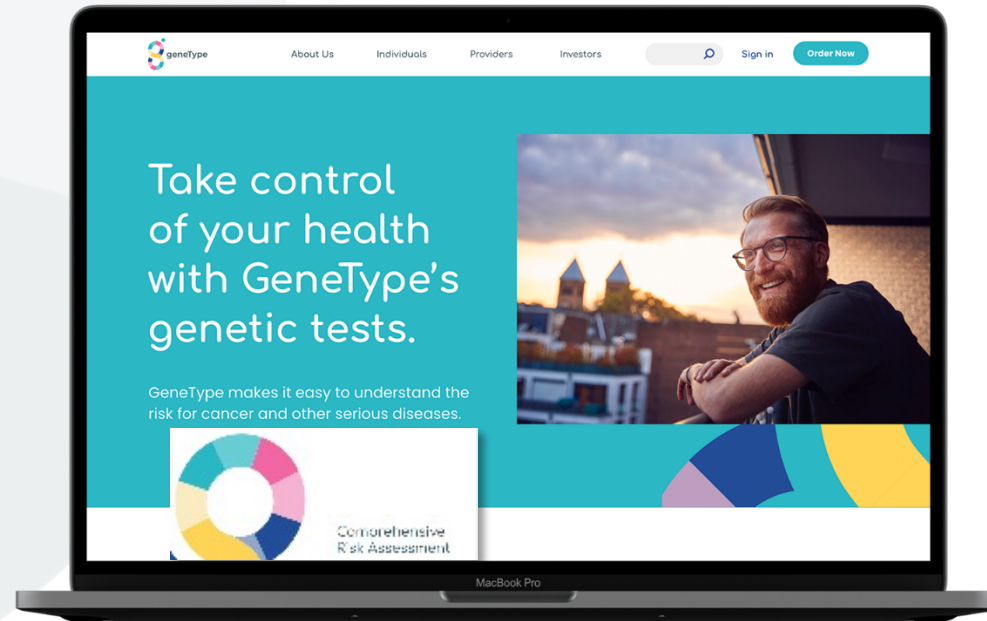 geneType
About Us Individuals Providers Investors Sign in Order Now
Take control
of your health
with GeneType's
genetic tests.
GeneType makes it easy to understand the
risk for cancer and other serious diseases.
Comprehensive
Risk Assessment
MacBook Pro